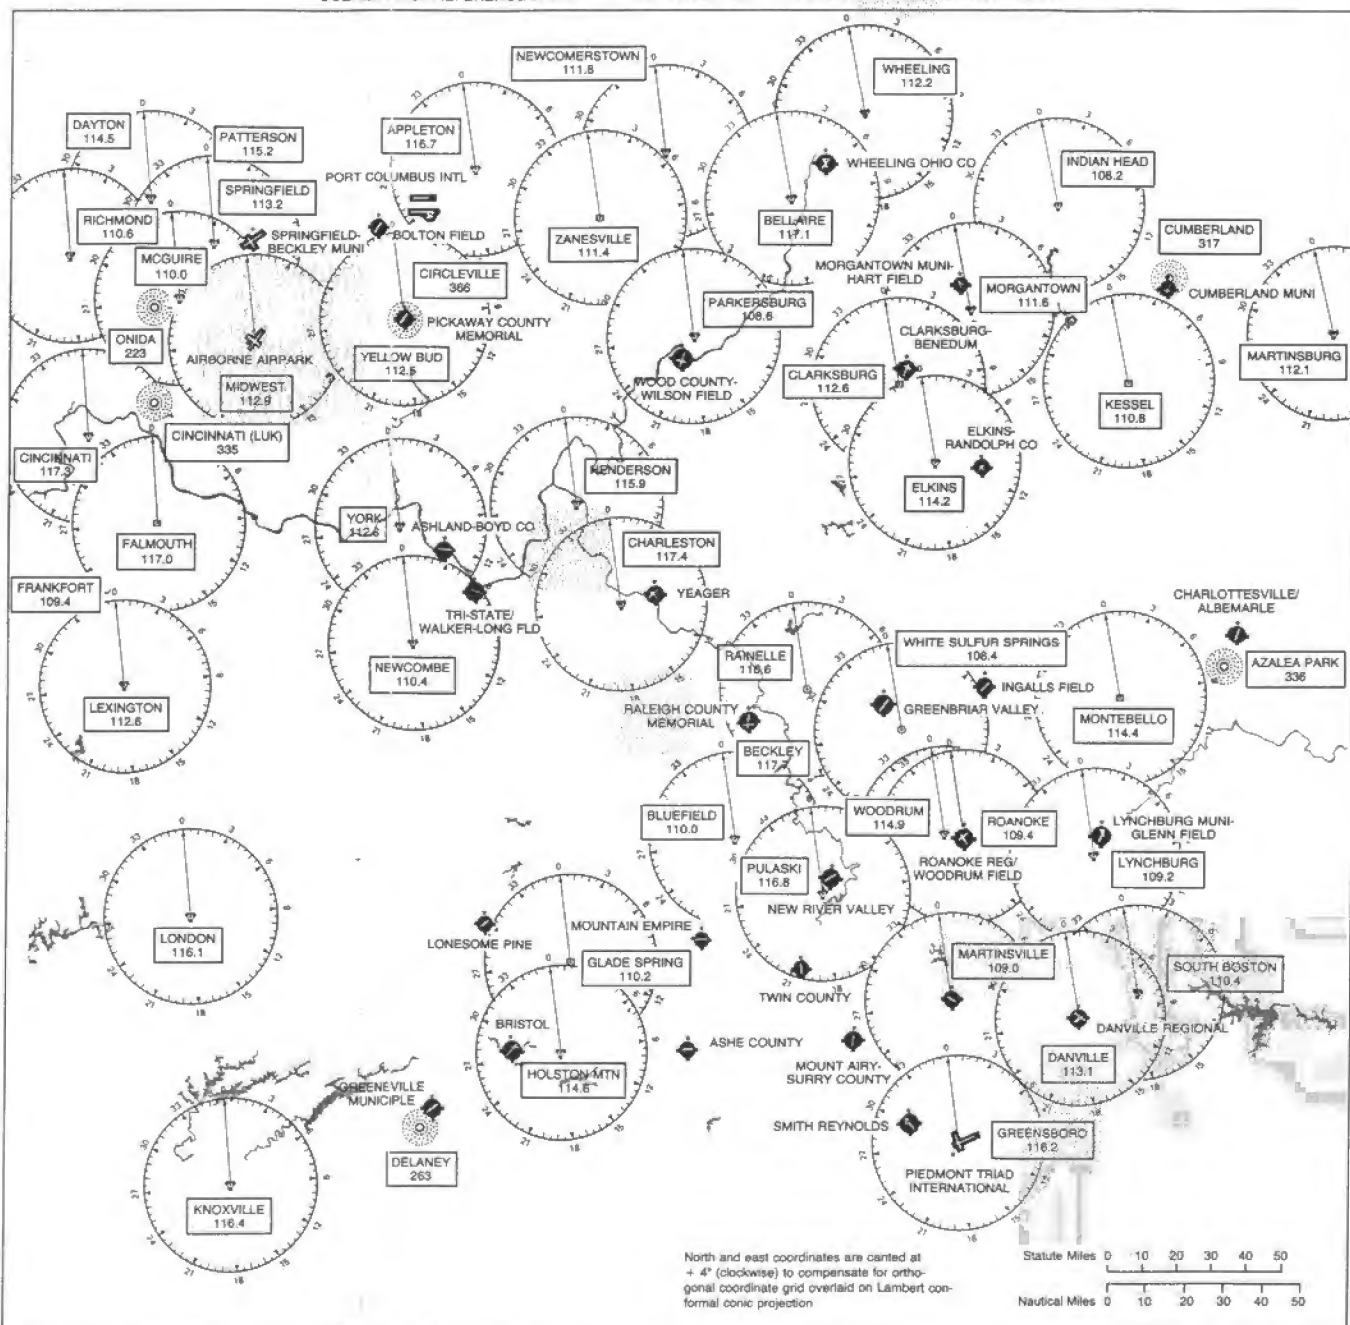 NEWCOMERSTOWN
111.8
WHEELING
112.2
DAYTON
114.5
PATTERSON
115.2
APPLETON
116.7
WHEELING OHIO CO
INDIAN HEAD
108.2
PORT COLUMBUS INTL
SPRINGFIELD
113.2
RICHMOND
110.6
SPRINGFIELD-
BECKLEY MUNI
BOLTON FIELD
ZANESVILLE
111.4
BELLAIRE
117.1
CUMBERLAND
317
MCGUIRE
110.0
CIRCLEVILLE
366
MORGANTOWN MUNI-
HART FIELD
MORGANTOWN
111.6
CUMBERLAND MUNI
PARKERSBURG
108.6
PICKAWAY COUNTY
MEMORIAL
ONIDA
223
AIRBORNE AIRPARK
YELLOW BUD
112.5
CLARKSBURG-
BENEDUM
MARTINSBURG
112.1
MIDWEST
112.9
WOOD COUNTY-
WILSON FIELD
CLARKSBURG
112.6
KESSEL
110.8
CINCINNATI (LUK)
335
ELKINS-
RANDOLPH CO
CINCINNATI
117.3
HENDERSON
115.9
ELKINS
114.2
YORK
112.8
ASHLAND-BOYD CO
FALMOUTH
117.0
CHARLESTON
117.4
FRANKFORT
109.4
YEAGER
TRI-STATE/
WALKER-LONG FLD
CHARLOTTESVILLE/
ALBEMARLE
NEWCOMBE
110.4
RAINELLE
116.6
WHITE SULFUR SPRINGS
108.4
AZALEA PARK
336
INGALLS FIELD
LEXINGTON
112.6
RALEIGH COUNTY
MEMORIAL
GREENBRIAR VALLEY
MONTEBELLO
114.4
BECKLEY
117.7
BLUEFIELD
110.0
WOODRUM
114.9
ROANOKE
109.4
LYNCHBURG MUNI-
GLENN FIELD
PULASKI
116.8
ROANOKE REG/
WOODRUM FIELD
LYNCHBURG
109.2
NEW RIVER VALLEY
LONDON
116.1
LONESOME PINE
MOUNTAIN EMPIRE
GLADE SPRING
110.2
MARTINSVILLE
109.0
SOUTH BOSTON
110.4
TWIN COUNTY
BRISTOL
ASHE COUNTY
DANVILLE REGIONAL
HOLSTON MTN
114.6
MOUNT AIRY-
SURRY COUNTY
DANVILLE
113.1
GREENEVILLE
MUNICIPLE
SMITH REYNOLDS
GREENSBORO
116.2
DELANEY
263
PIEDMONT TRIAD
INTERNATIONAL
KNOXVILLE
116.4
North and east coordinates are canted at
+ 4° (clockwise) to compensate for ortho-
gonal coordinate grid overlaid on Lambert con-
formal conic projection
Statute Miles 0 10 20 30 40 50
Nautical Miles 0 10 20 30 40 50